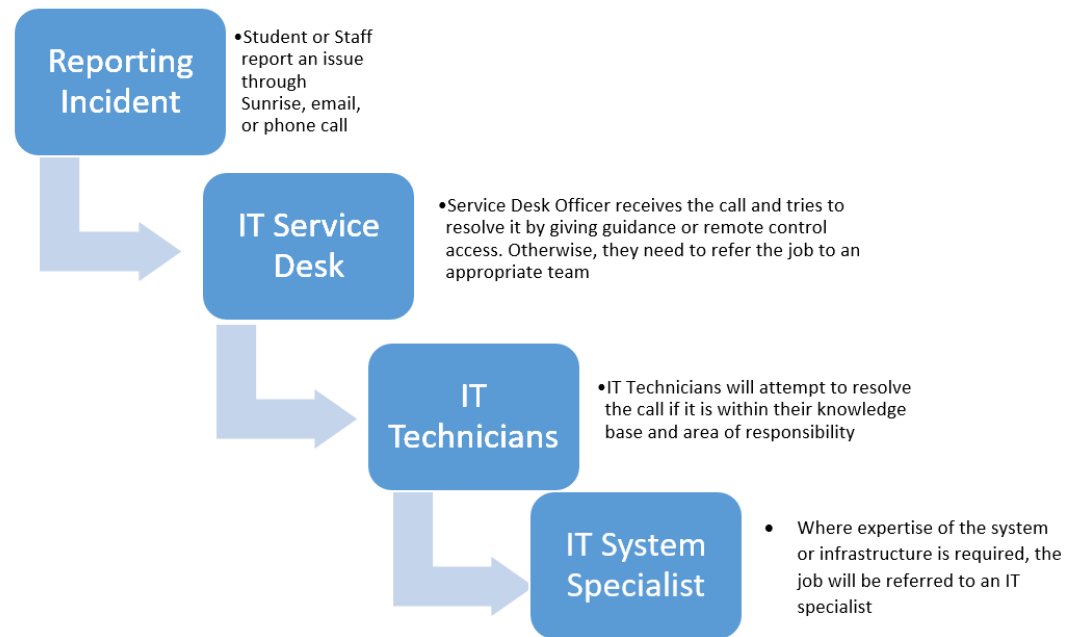 Reporting
Incident
•Student or Staff
report an issue
through
Sunrise, email,
or phone call
IT Service
Desk
•Service Desk Officer receives the call and tries to
resolve it by giving guidance or remote control
access. Otherwise, they need to refer the job to an
appropriate team
IT
Technicians
•IT Technicians will attempt to resolve
the call if it is within their knowledge
base and area of responsibility
IT System
Specialist
• Where expertise of the system
or infrastructure is required, the
job will be referred to an IT
specialist